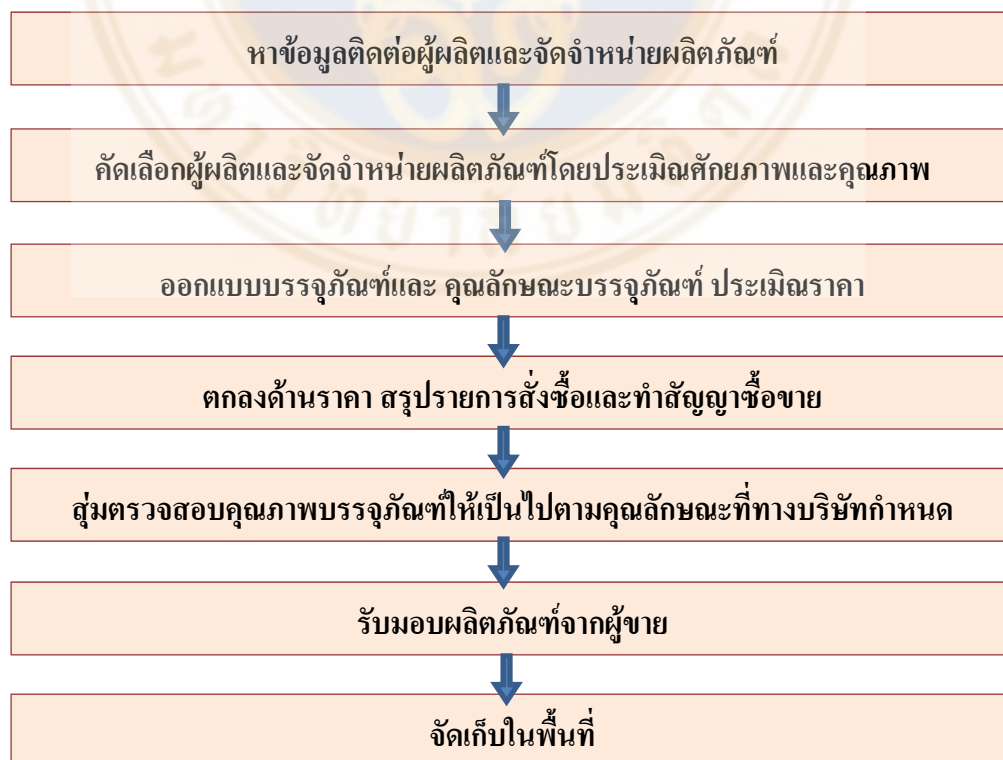 หาข้อมูลติดต่อผู้ผลิตและจัดจำหน่ายผลิตภัณฑ์
คัดเลือกผู้ผลิตและจัดจำหน่ายผลิตภัณฑ์โดยประเมิณศักยภาพและคุณภาพ
ออกแบบบรรจุภัณฑ์และ คุณลักษณะบรรจุภัณฑ์ ประเมิณราคา
ตกลงด้านราคา สรุปรายการสั่งซื้อและทำสัญญาซื้อขาย
สุ่มตรวจสอบคุณภาพบรรจุภัณฑ์ให้เป็นไปตามคุณลักษณะที่ทางบริษัทกำหนด
รับมอบผลิตภัณฑ์จากผู้ขาย
จัดเก็บในพื้นที่